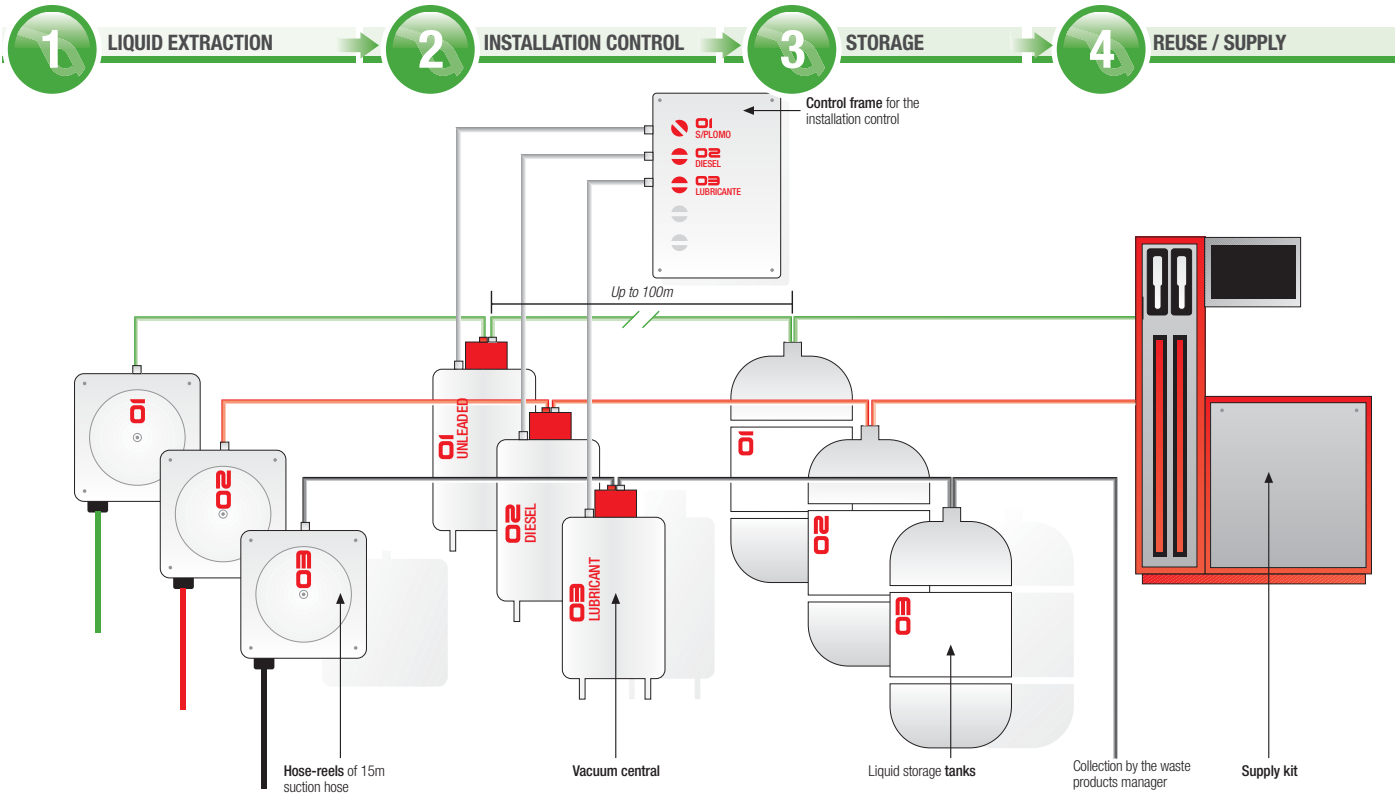 1 LIQUID EXTRACTION
2 INSTALLATION CONTROL
3 STORAGE
4 REUSE / SUPPLY
Control frame for the
installation control
01
S/PLOMO
02
DIESEL
03
LUBRICANTE
Up to 100m
01
02
03
01
UNLEADED
02
DIESEL
03
LUBRICANT
01
02
03
Hose-reels of 15m
suction hose
Vacuum central
Liquid storage tanks
Collection by the waste
products manager
Supply kit